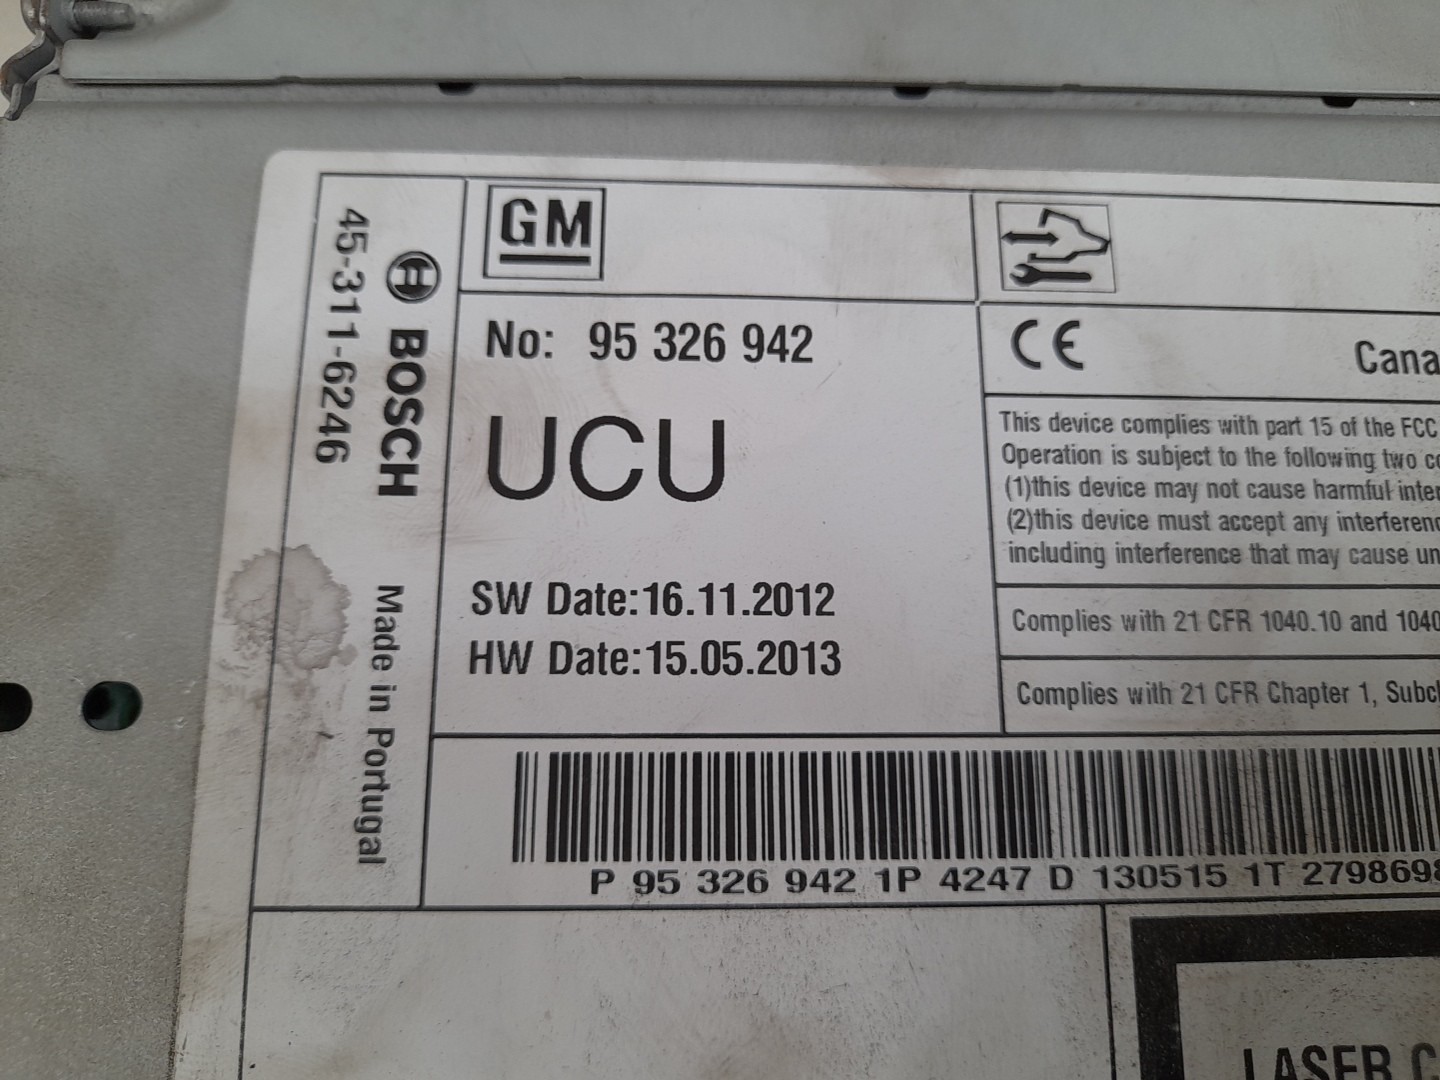 45-311-6246
BOSCH Made in Portugal
GM
No: 95 326 942
UCU
SW Date:16.11.2012
HW Date:15.05.2013
CE
This device complies with part 15 of the FCC
Operation is subject to the following two
(1)this device may not cause harmful
(2)this device must accept any
including interference that may cause
Complies with 21 CFR 1040.10 and
Complies with 21 CFR Chapter 1,
P 95 326 942 1P 4247 D 130515 1T
LASER